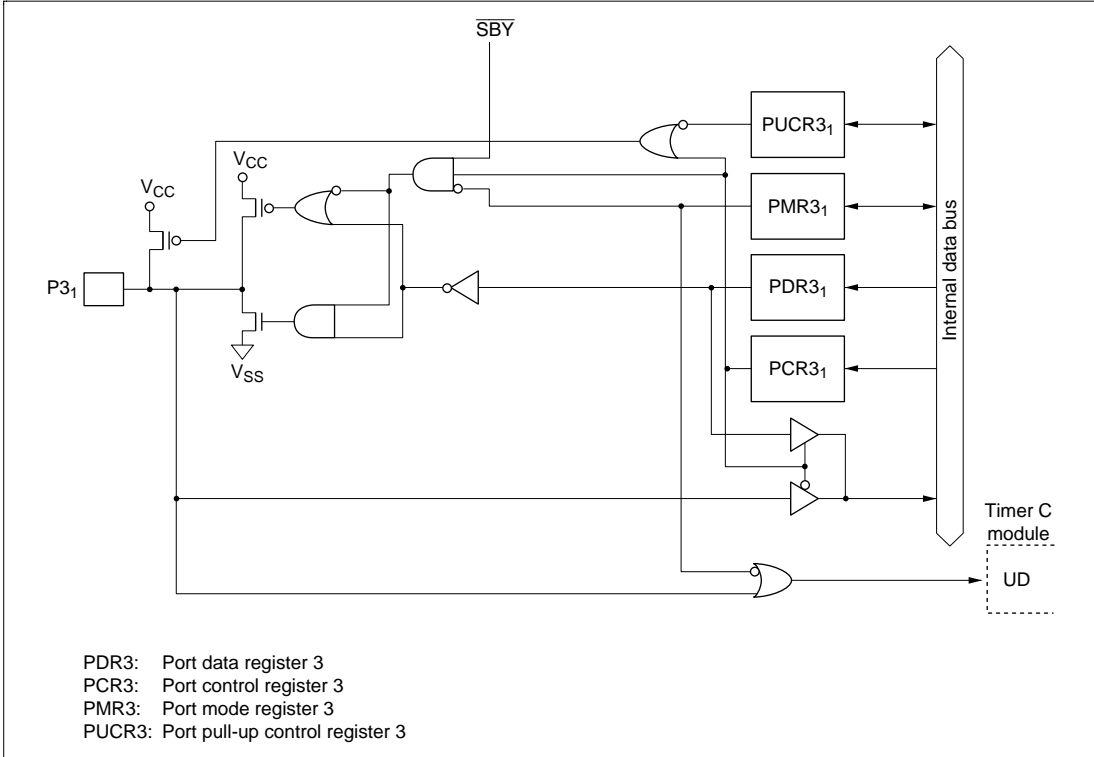 SBY
PUCR3₁
V_CC
V_CC
PMR3₁
Internal data bus
P3₁
PDR3₁
V_SS
PCR3₁
Timer C
module
UD
PDR3: Port data register 3
PCR3: Port control register 3
PMR3: Port mode register 3
PUCR3: Port pull-up control register 3